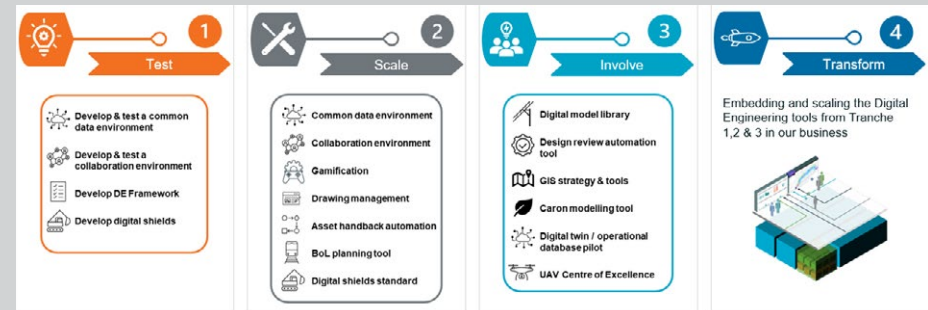 1
Test
Develop & test a common
data environment
Develop & test a
collaboration environment
Develop DE Framework
Develop digital shields
2
Scale
Common data environment
Collaboration environment
Gamification
Drawing management
Asset handback automation
BoL planning tool
Digital shields standard
3
Involve
Digital model library
Design review automation
tool
GIS strategy & tools
Caron modelling tool
Digital twin / operational
database pilot
UAV Centre of Excellence
4
Transform
Embedding and scaling the Digital
Engineering tools from Tranche
1,2 & 3 in our business